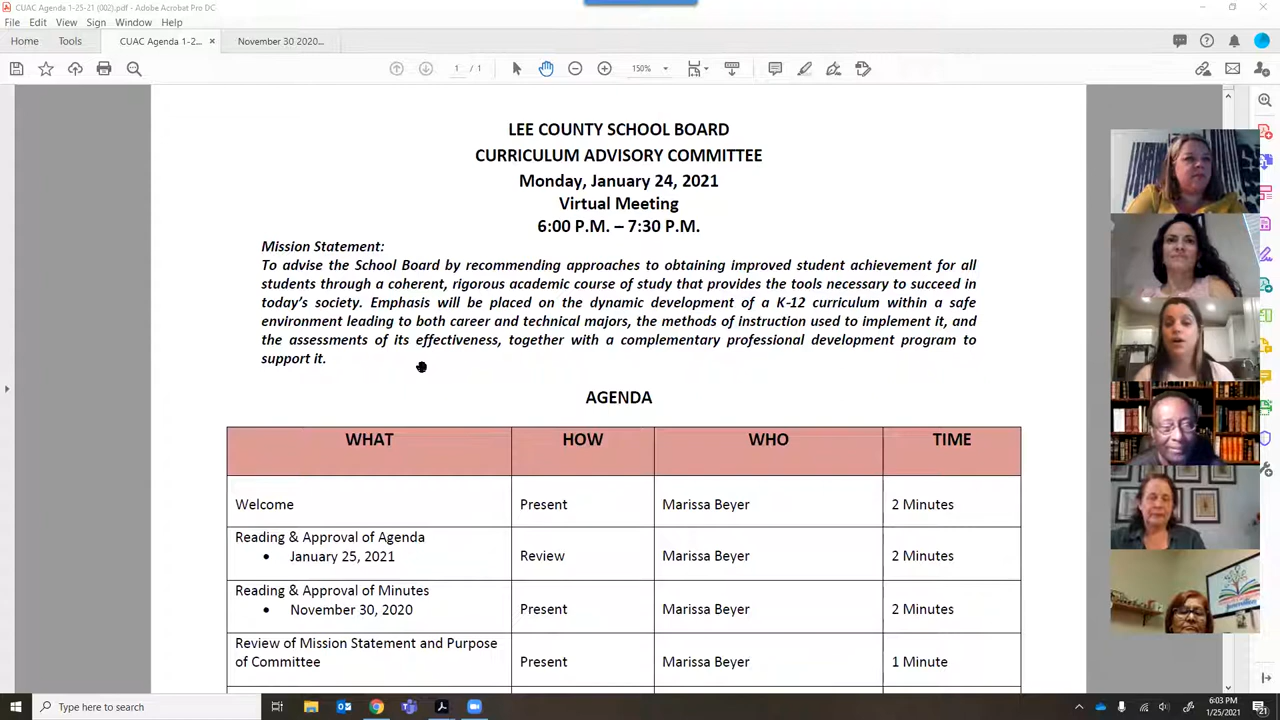 CUAC Agenda 1-25-21 (002).pdf - Adobe Acrobat Pro DC
File Edit View Sign Window Help
Home Tools CUAC Agenda 1-2... × November 30 2020...
1 / 1 150%
LEE COUNTY SCHOOL BOARD
CURRICULUM ADVISORY COMMITTEE
Monday, January 24, 2021
Virtual Meeting
6:00 P.M. – 7:30 P.M.
Mission Statement:
To advise the School Board by recommending approaches to obtaining improved student achievement for all
students through a coherent, rigorous academic course of study that provides the tools necessary to succeed in
today's society. Emphasis will be placed on the dynamic development of a K-12 curriculum within a safe
environment leading to both career and technical majors, the methods of instruction used to implement it, and
the assessments of its effectiveness, together with a complementary professional development program to
support it.
AGENDA
WHAT HOW WHO TIME
Welcome Present Marissa Beyer 2 Minutes
Reading & Approval of Agenda
• January 25, 2021 Review Marissa Beyer 2 Minutes
Reading & Approval of Minutes
• November 30, 2020 Present Marissa Beyer 2 Minutes
Review of Mission Statement and Purpose
of Committee Present Marissa Beyer 1 Minute
Type here to search
6:03 PM
1/25/2021
21